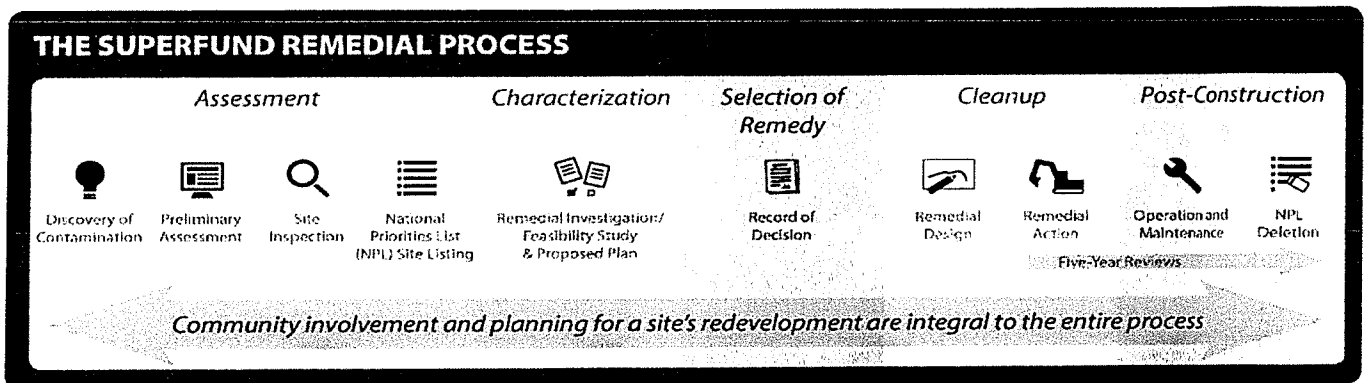 THE SUPERFUND REMEDIAL PROCESS
Assessment
Characterization
Selection of
Remedy
Cleanup
Post-Construction
Discovery of
Contamination
Preliminary
Assessment
Site
Inspection
National
Priorities List
(NPL) Site Listing
Remedial Investigation/
Feasibility Study
& Proposed Plan
Record of
Decision
Remedial
Design
Remedial
Action
Operation and
Maintenance
NPL
Deletion
Five-Year Reviews
Community involvement and planning for a site's redevelopment are integral to the entire process